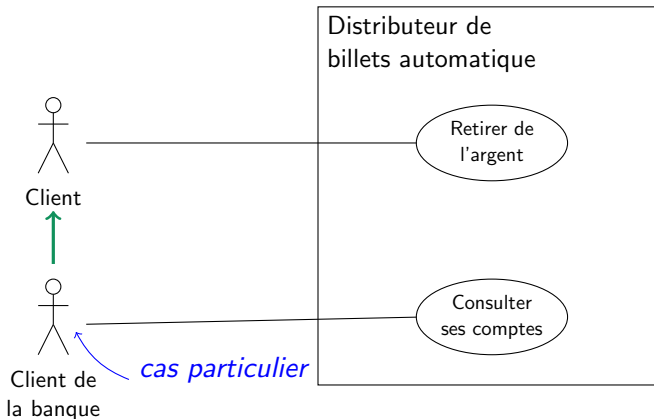 Distributeur de
billets automatique
Retirer de
l'argent
Client
Consulter
ses comptes
cas particulier
Client de
la banque